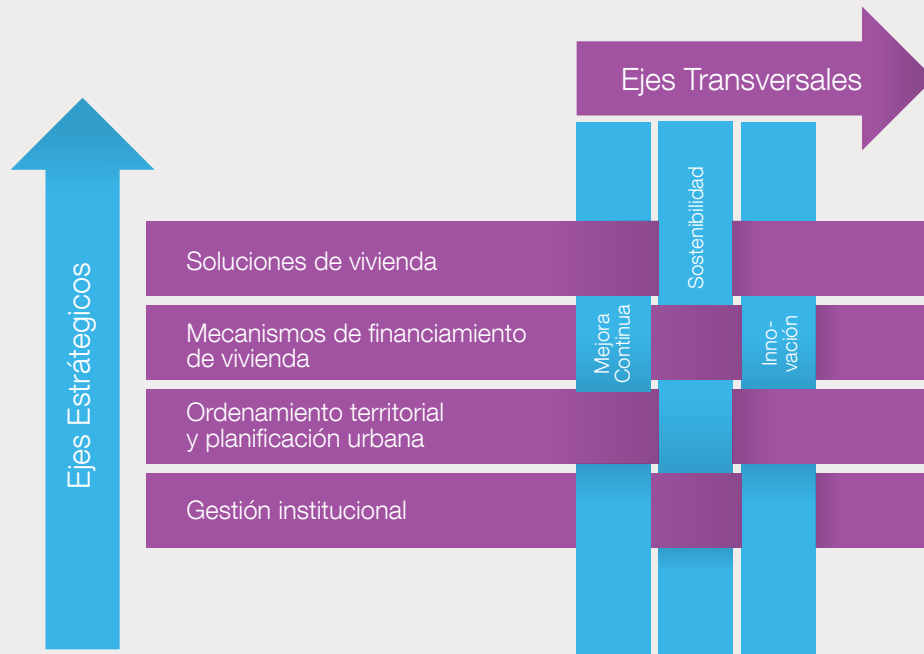 Ejes Transversales
Ejes Estrátegicos
Soluciones de vivienda
Mecanismos de financiamiento
de vivienda
Ordenamiento territorial
y planificación urbana
Gestión institucional
Mejora
Continua
Sostenibilidad
Inno-
vación